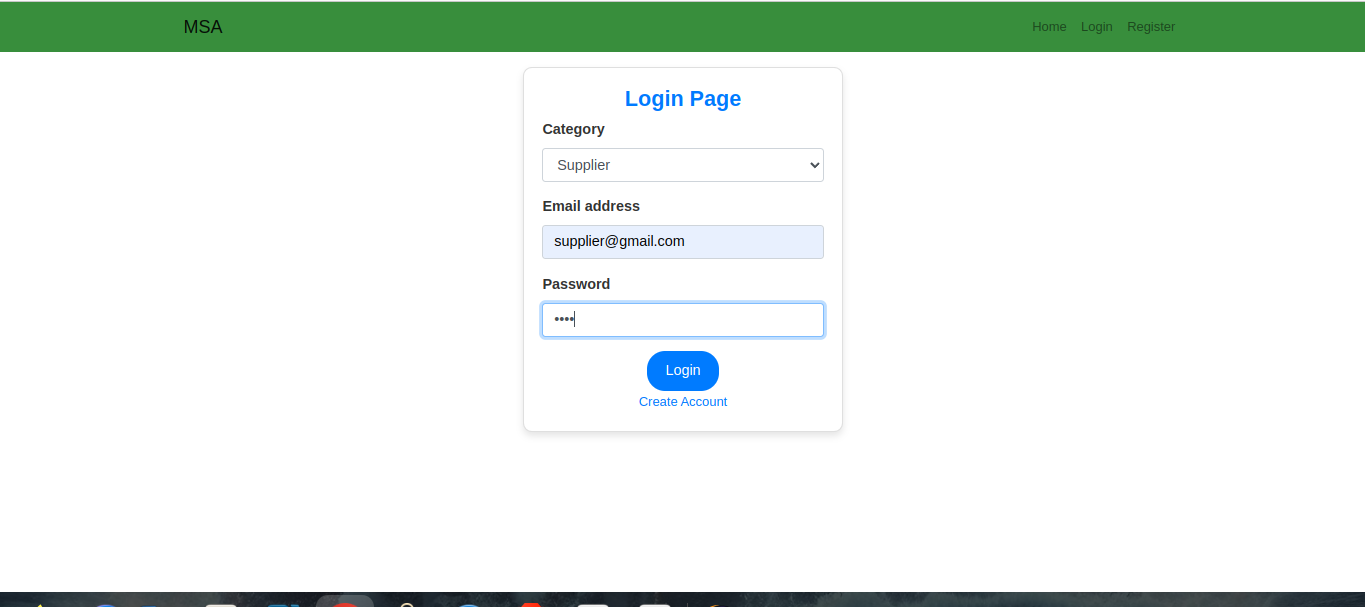 MSA
Home Login Register
Login Page
Category
Supplier
Email address
supplier@gmail.com
Password
••••
Login
Create Account